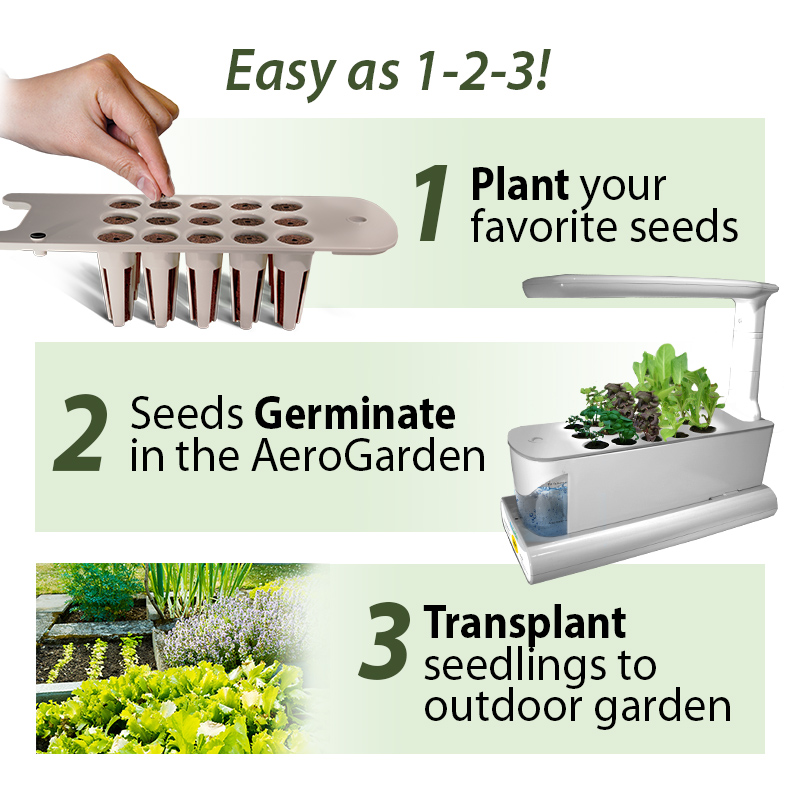 Easy as 1-2-3!
1 Plant your
favorite seeds
2 Seeds Germinate
in the AeroGarden
3 Transplant
seedlings to
outdoor garden